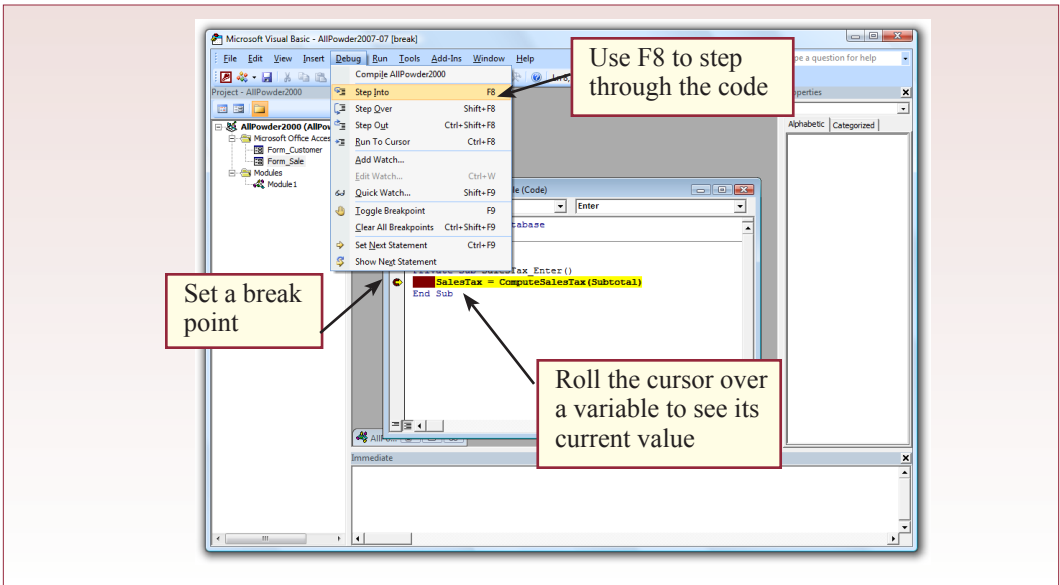 Microsoft Visual Basic - AllPowder2007-07 [break]
File Edit View Insert Debug Run Tools Add-Ins Window Help
pe a question for help
Project - AllPowder2000
AllPowder2000 (AllPow
Microsoft Office Acces
Form_Customer
Form_Sale
Modules
Module1
Compile AllPowder2000
Step Into F8
Step Over Shift+F8
Step Out Ctrl+Shift+F8
Run To Cursor Ctrl+F8
Add Watch...
Edit Watch... Ctrl+W
Quick Watch... Shift+F9
Toggle Breakpoint F9
Clear All Breakpoints Ctrl+Shift+F9
Set Next Statement Ctrl+F9
Show Next Statement
Use F8 to step
through the code
operties
Alphabetic Categorized
le (Code)
Enter
tabase
Private Sub SalesTax_Enter()
SalesTax = ComputeSalesTax(Subtotal)
End Sub
Set a break
point
Roll the cursor over
a variable to see its
current value
Immediate